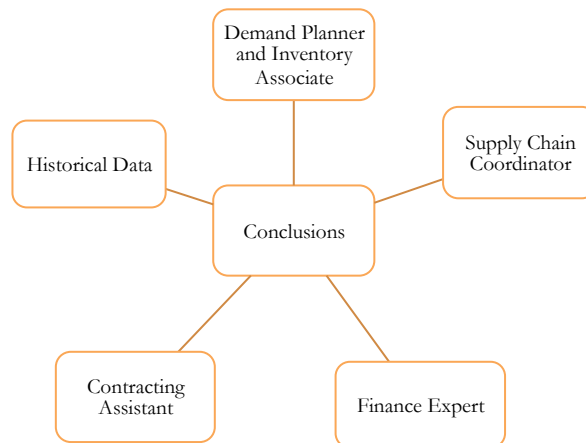 Demand Planner
and Inventory
Associate
Historical Data
Supply Chain
Coordinator
Conclusions
Contracting
Assistant
Finance Expert